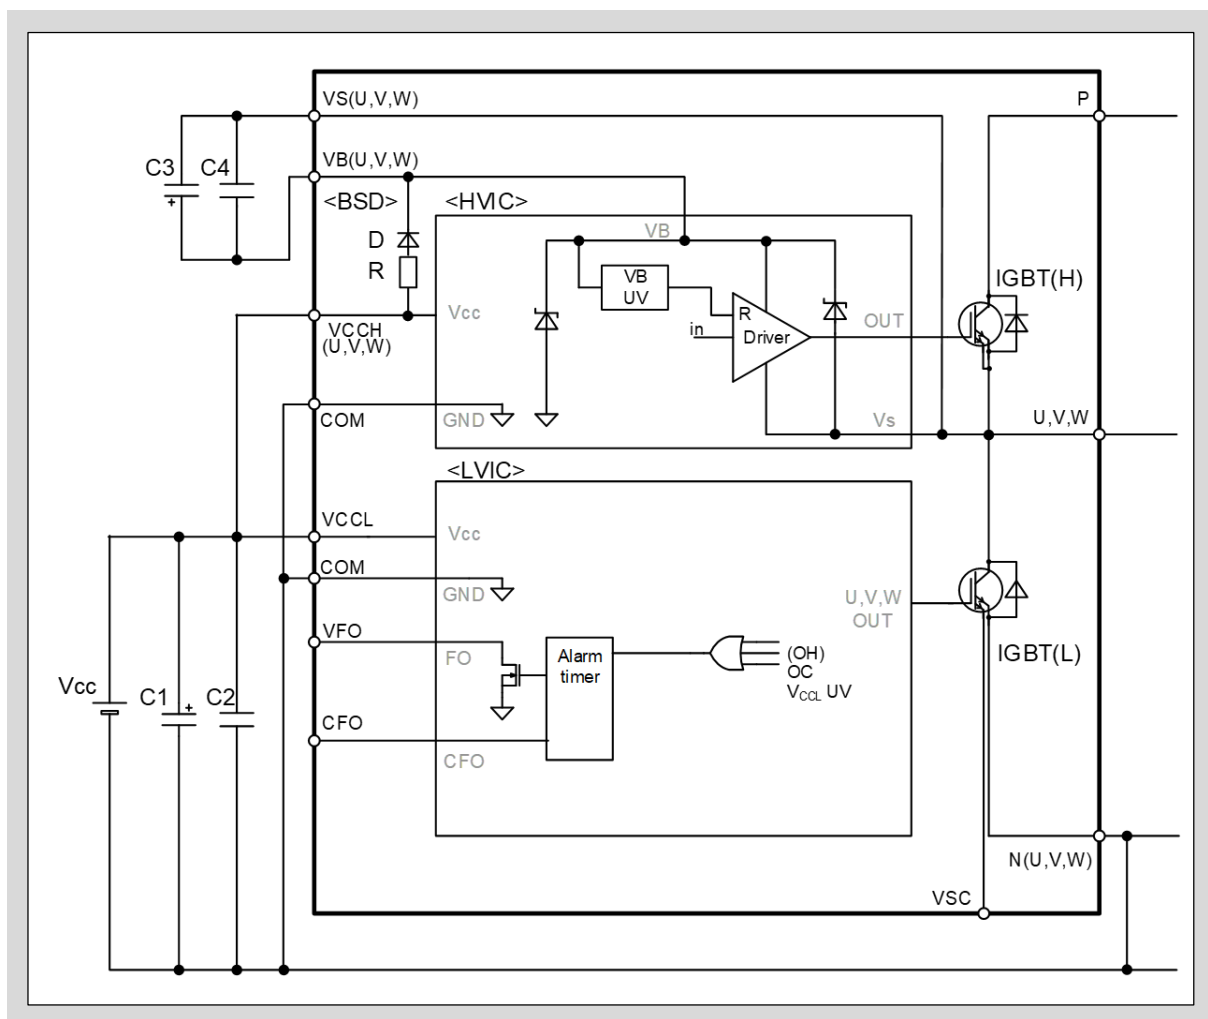 VS(U,V,W)
P
C3
C4
+
VB(U,V,W)
<BSD>
<HVIC>
VB
D
R
VB
UV
IGBT(H)
Vcc
R
in
Driver
OUT
VCCH
(U,V,W)
COM
GND
Vs
U,V,W
<LVIC>
VCCL
Vcc
COM
GND
U,V,W
OUT
VFO
FO
Alarm
timer
(OH)
OC
VCCL UV
IGBT(L)
Vcc
C1
+
C2
CFO
CFO
N(U,V,W)
VSC